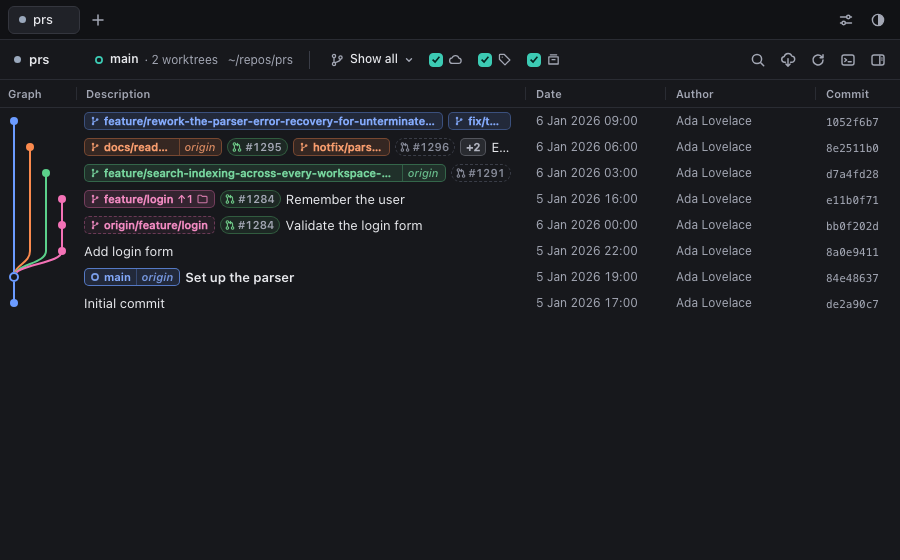 prs
prs main · 2 worktrees ~/repos/prs Show all
Graph Description Date Author Commit
feature/rework-the-parser-error-recovery-for-unterminate... fix/t... 6 Jan 2026 09:00 Ada Lovelace 1052f6b7
docs/read... origin #1295 hotfix/pars... #1296 +2 E... 6 Jan 2026 06:00 Ada Lovelace 8e2511b0
feature/search-indexing-across-every-workspace-... origin #1291 6 Jan 2026 03:00 Ada Lovelace d7a4fd28
feature/login ↑1 #1284 Remember the user 5 Jan 2026 16:00 Ada Lovelace e11b0f71
origin/feature/login #1284 Validate the login form 6 Jan 2026 00:00 Ada Lovelace bb0f202d
Add login form 5 Jan 2026 22:00 Ada Lovelace 8a0e9411
main origin Set up the parser 5 Jan 2026 19:00 Ada Lovelace 84e48637
Initial commit 5 Jan 2026 17:00 Ada Lovelace de2a90c7